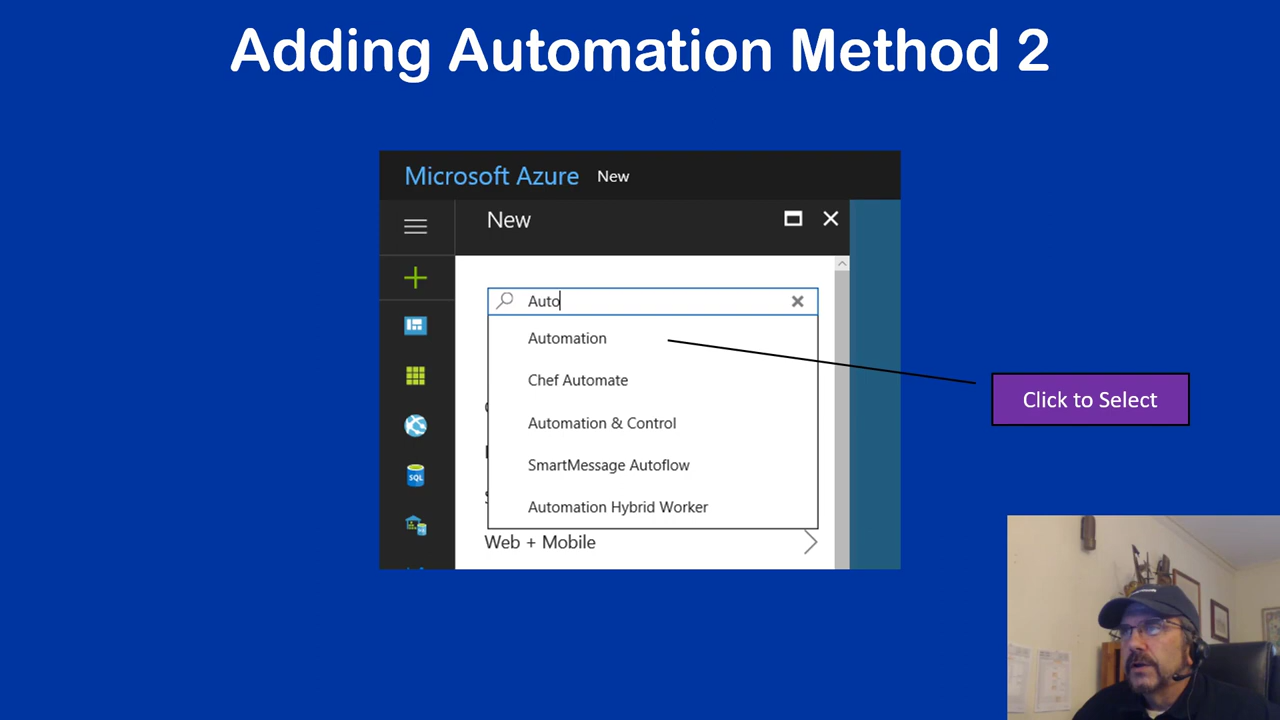 Adding Automation Method 2
Microsoft Azure New
New
Auto
Automation
Chef Automate
Automation & Control
SmartMessage Autoflow
Automation Hybrid Worker
Web + Mobile
Click to Select
SQL